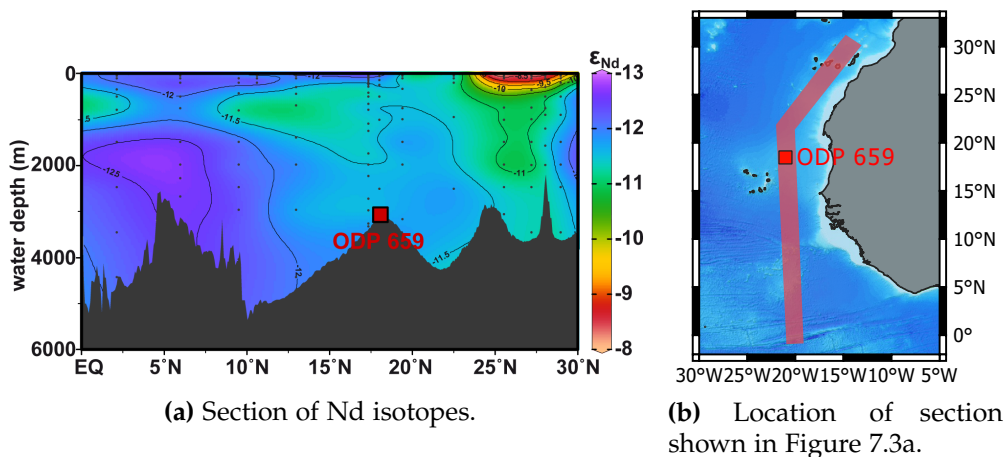 εNd
0
2000
4000
6000
water depth (m)
-12
-11.5
.5
-12.5
-12
-11.5
-11
-10
-9.5
-9.5
ODP 659
EQ 5°N 10°N 15°N 20°N 25°N 30°N
-13
-12
-11
-10
-9
-8
(a) Section of Nd isotopes.
ODP 659
30°N
25°N
20°N
15°N
10°N
5°N
0°
30°W 25°W 20°W 15°W 10°W 5°W
(b) Location of section
shown in Figure 7.3a.